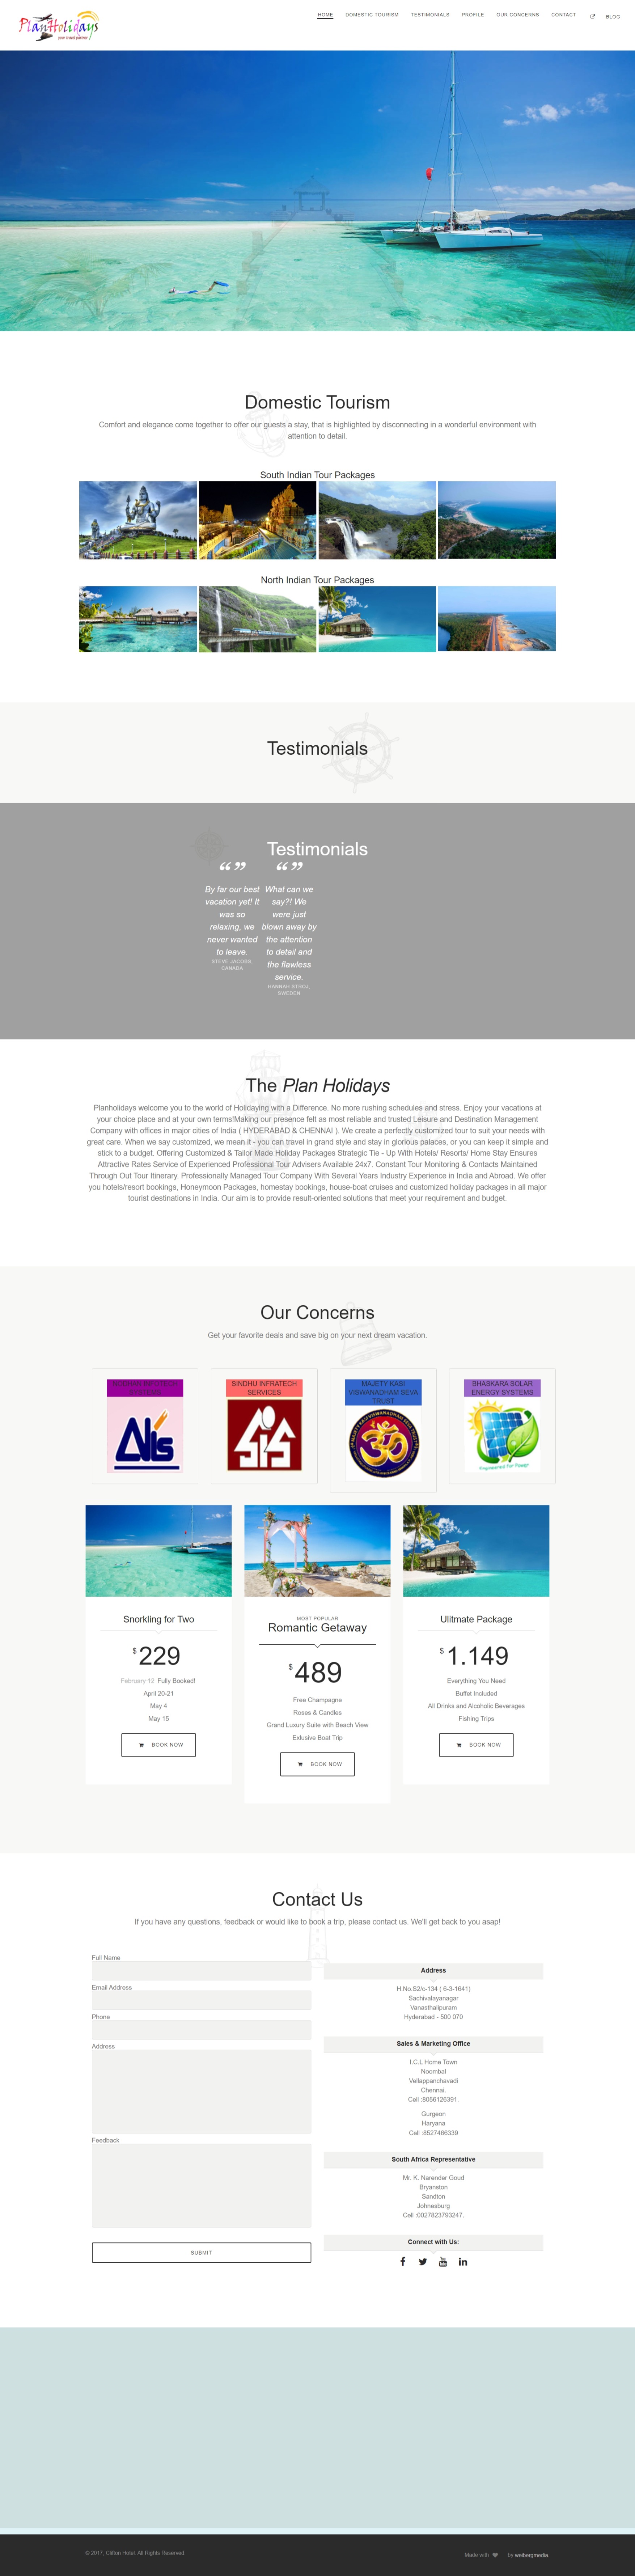 PlanHolidays
your travel partner
HOME DOMESTIC TOURISM TESTIMONIALS PROFILE OUR CONCERNS CONTACT BLOG
Domestic Tourism
Comfort and elegance come together to offer our guests a stay, that is highlighted by disconnecting in a wonderful environment with
attention to detail.
South Indian Tour Packages
North Indian Tour Packages
Testimonials
Testimonials
“ ” “ ”
By far our best
vacation yet! It
was so
relaxing, we
never wanted
to leave.
STEVE JACOBS,
CANADA
What can we
say?! We
were just
blown away by
the attention
to detail and
the flawless
service.
SWEDEN
The Plan Holidays
Planholidays welcome you to the world of Holidaying with a Difference. No more rushing schedules and stress. Enjoy your vacations at
your choice place and at your own terms!Making our presence felt as most reliable and trusted Leisure and Destination Management
Company with offices in major cities of India ( HYDERABAD & CHENNAI ). We create a perfectly customized tour to suit your needs with
great care. When we say customized, we mean it - you can travel in grand style and stay in glorious palaces, or you can keep it simple and
stick to a budget. Offering Customized & Tailor Made Holiday Packages Strategic Tie - Up With Hotels/ Resorts/ Home Stay Ensures
Attractive Rates Service of Experienced Professional Tour Advisers Available 24x7. Constant Tour Monitoring & Contacts Maintained
Through Out Tour Itinerary. Professionally Managed Tour Company With Several Years Industry Experience in India and Abroad. We offer
you hotels/resort bookings, Honeymoon Packages, homestay bookings, house-boat cruises and customized holiday packages in all major
tourist destinations in India. Our aim is to provide result-oriented solutions that meet your requirement and budget.
Our Concerns
Get your favorite deals and save big on your next dream vacation.
SYSTEMS
SINDHU INFRATECH
SERVICES
MAJETY KASI
VISWANADHAM SEVA
TRUST
BHASKARA SOLAR
ENERGY SYSTEMS
Snorkling for Two
$ 229
February 12 Fully Booked!
April 20-21
May 4
May 15
BOOK NOW
MOST POPULAR
Romantic Getaway
$ 489
Free Champagne
Roses & Candles
Grand Luxury Suite with Beach View
Exlusive Boat Trip
BOOK NOW
Ulitmate Package
$ 1.149
Everything You Need
Buffet Included
All Drinks and Alcoholic Beverages
Fishing Trips
BOOK NOW
Contact Us
If you have any questions, feedback or would like to book a trip, please contact us. We'll get back to you asap!
Full Name
Email Address
Phone
Address
Feedback
SUBMIT
Address
H.No.S2/c-134 ( 6-3-1641)
Sachivalayanagar
Vanasthalipuram
Hyderabad - 500 070
Sales & Marketing Office
I.C.L Home Town
Noombal
Vellappanchavadi
Chennai.
Cell :8056126391.
Gurgeon
Haryana
Cell :8527466339
South Africa Representative
Mr. K. Narender Goud
Bryanston
Sandton
Johnesburg
Cell :0027823793247.
Connect with Us:
© 2017, Clifton Hotel. All Rights Reserved.
Made with by weibergmedia